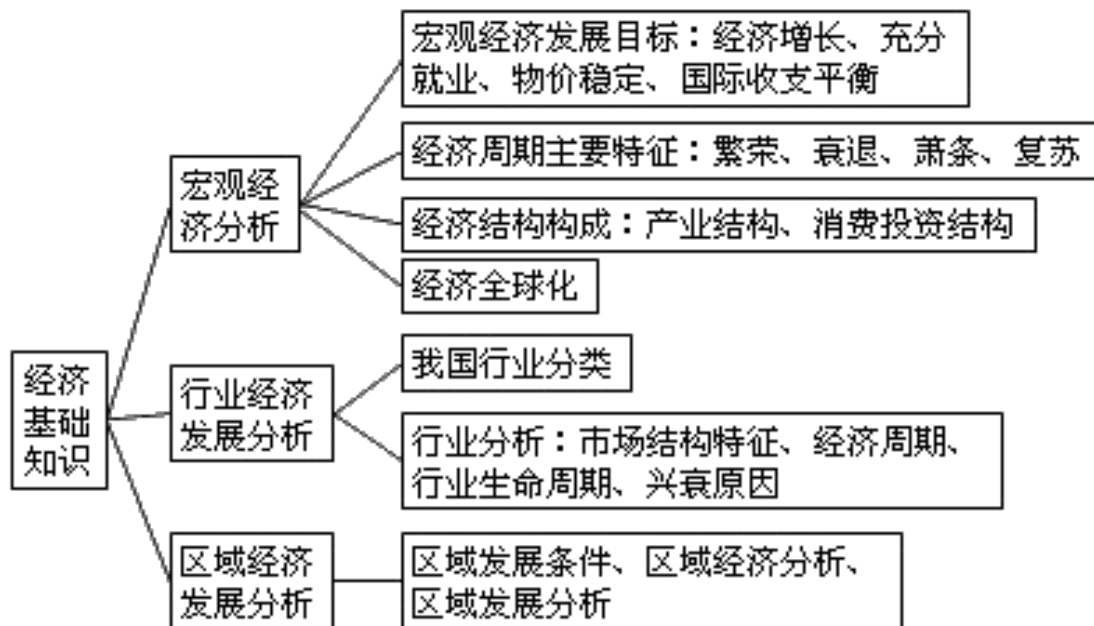 宏观经济发展目标：经济增长、充分
就业、物价稳定、国际收支平衡
经济周期主要特征：繁荣、衰退、萧条、复苏
宏观经
济分析
经济结构构成：产业结构、消费投资结构
经济全球化
经济
基础
知识
我国行业分类
行业经济
发展分析
行业分析：市场结构特征、经济周期、
行业生命周期、兴衰原因
区域经济
发展分析
区域发展条件、区域经济分析、
区域发展分析